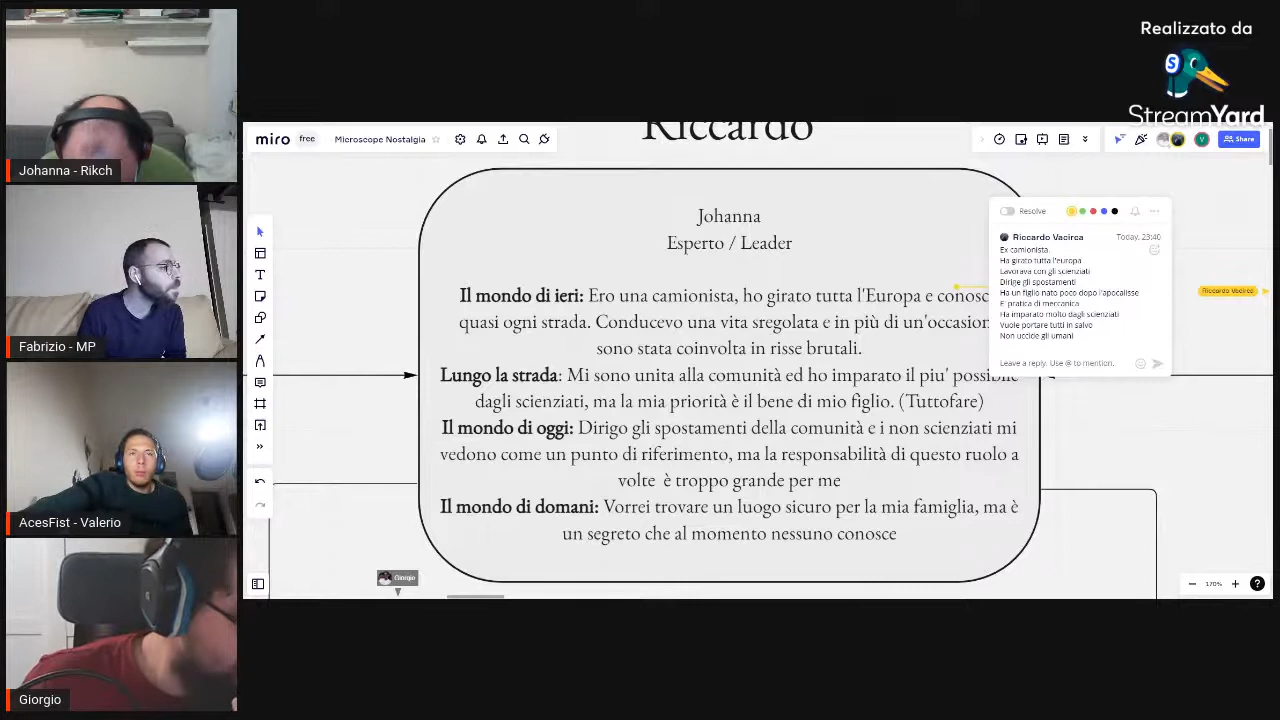 Realizzato da
StreamYard
Johanna - Rikch
Fabrizio - MP
AcesFist - Valerio
Giorgio
miro free Microscope Nostalgia
Share
Riccardo
Johanna
Esperto / Leader
Il mondo di ieri: Ero una camionista, ho girato tutta l'Europa e conosc
quasi ogni strada. Conducevo una vita sregolata e in più di un'occasion
sono stata coinvolta in risse brutali.
Lungo la strada: Mi sono unita alla comunità ed ho imparato il piu' possibile
dagli scienziati, ma la mia priorità è il bene di mio figlio. (Tuttofare)
Il mondo di oggi: Dirigo gli spostamenti della comunità e i non scienziati mi
vedono come un punto di riferimento, ma la responsabilità di questo ruolo a
volte è troppo grande per me
Il mondo di domani: Vorrei trovare un luogo sicuro per la mia famiglia, ma è
un segreto che al momento nessuno conosce
Resolve
Riccardo Vacirca Today, 23:40
Ex camionista.
Ha girato tutta l'europa
Lavorava con gli scienziati
Dirige gli spostamenti
Ha un figlio nato poco dopo l'apocalisse
E' pratica di meccanica
Ha imparato molto dagli scienziati
Vuole portare tutti in salvo
Non uccide gli umani
Leave a reply. Use @ to mention.
Riccardo Vacirca
Giorgio
170%